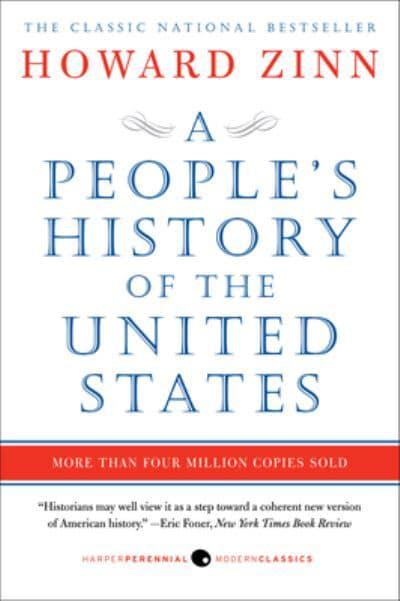 THE CLASSIC NATIONAL BESTSELLER
HOWARD ZINN
A
PEOPLE'S
HISTORY
OF THE
UNITED
STATES
MORE THAN FOUR MILLION COPIES SOLD
“Historians may well view it as a step toward a coherent new version
of American history.” —Eric Foner, New York Times Book Review
HARPERPERENNIAL MODERNCLASSICS